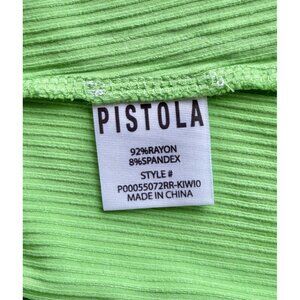 PISTOLA
92%RAYON
8%SPANDEX
STYLE #
P00055072RR-KIWI0
MADE IN CHINA